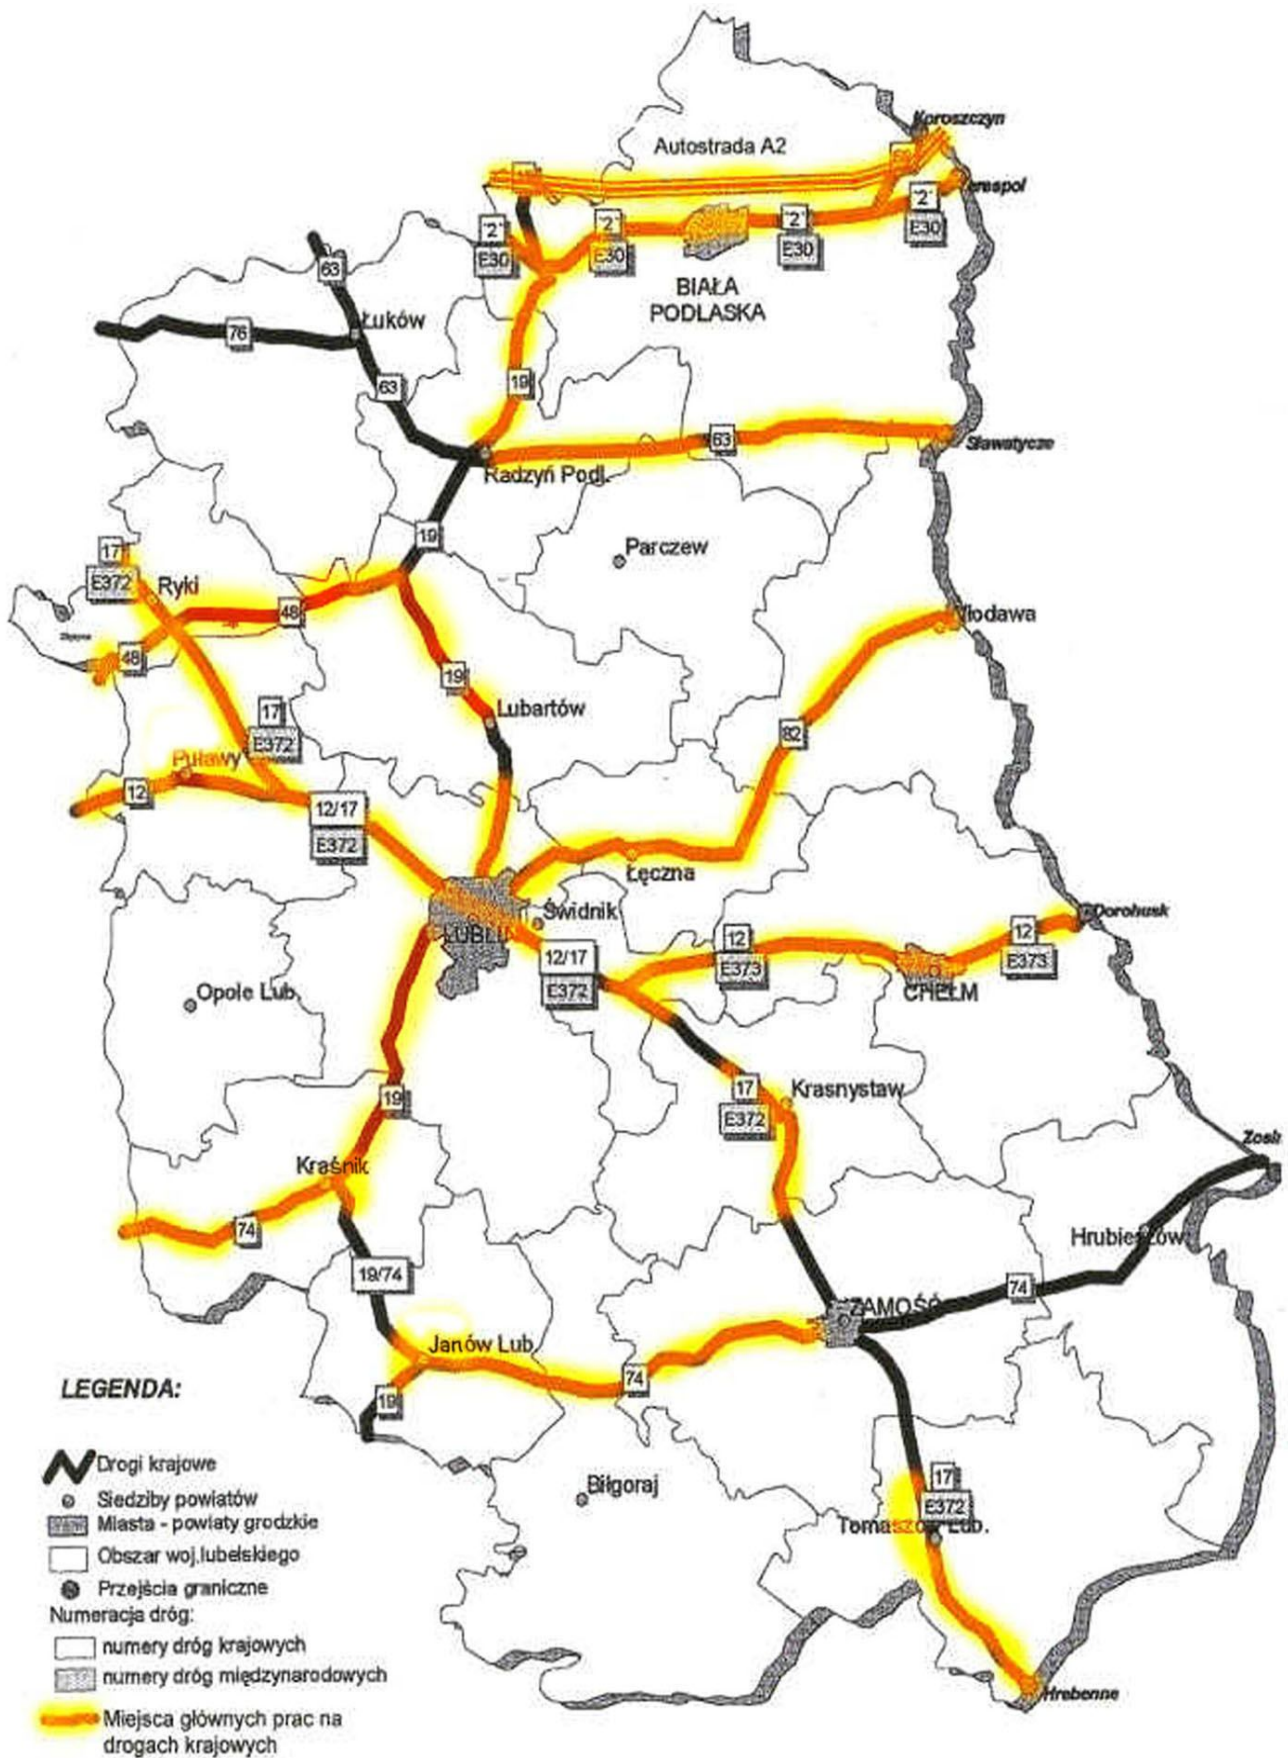 Koroszczyn
Autostrada A2
"2"
E30
"2"
E30
"2"
E30
"2"
E30
BIAŁA
PODLASKA
63
Łuków
76
63
19
63
Sławatycze
Radzyń Podl.
19
Parczew
17
E372
Ryki
48
48
19
Włodawa
Lubartów
17
E372
82
Puławy
12
12/17
E372
Łęczna
Świdnik
Dorohusk
12
E373
12
E373
12/17
E372
CHEŁM
Opole Lub.
19
17
E372
Krasnystaw
Kraśnik
74
Hrubieszów
19/74
74
ZAMOŚĆ
Janów Lub.
74
19
17
E372
Tomaszów Lub.
Biłgoraj
Hrebenne
LEGENDA:
Drogi krajowe
Siedziby powiatów
Miasta - powiaty grodzkie
Obszar woj.lubelskiego
Przejścia graniczne
Numeracja dróg:
numery dróg krajowych
numery dróg międzynarodowych
Miejsca głównych prac na
drogach krajowych